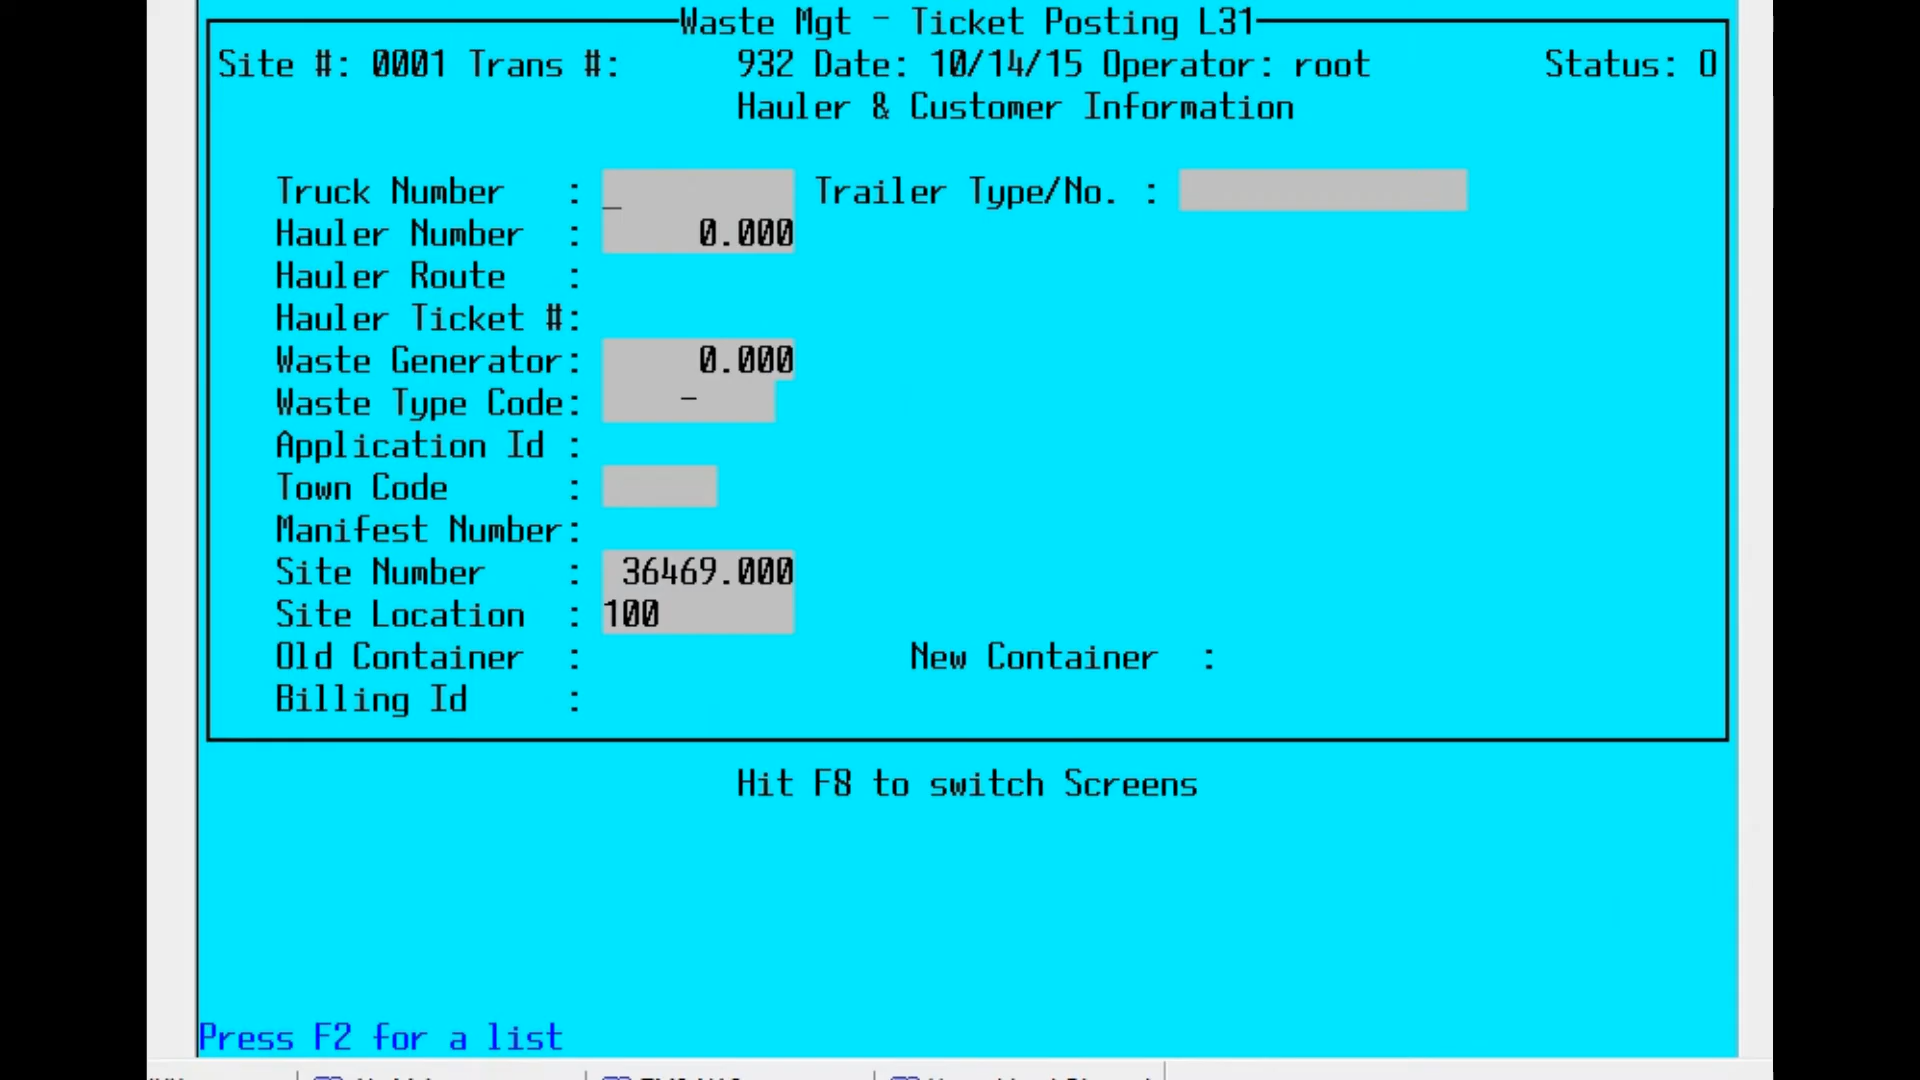 Waste Mgt - Ticket Posting L31
Site #: 0001 Trans #: 932 Date: 10/14/15 Operator: root Status: O
Hauler & Customer Information
Truck Number : _ Trailer Type/No. :
Hauler Number : 0.000
Hauler Route :
Hauler Ticket #:
Waste Generator: 0.000
Waste Type Code: -
Application Id :
Town Code :
Manifest Number:
Site Number : 36469.000
Site Location : 100
Old Container : New Container :
Billing Id :
Hit F8 to switch Screens
Press F2 for a list